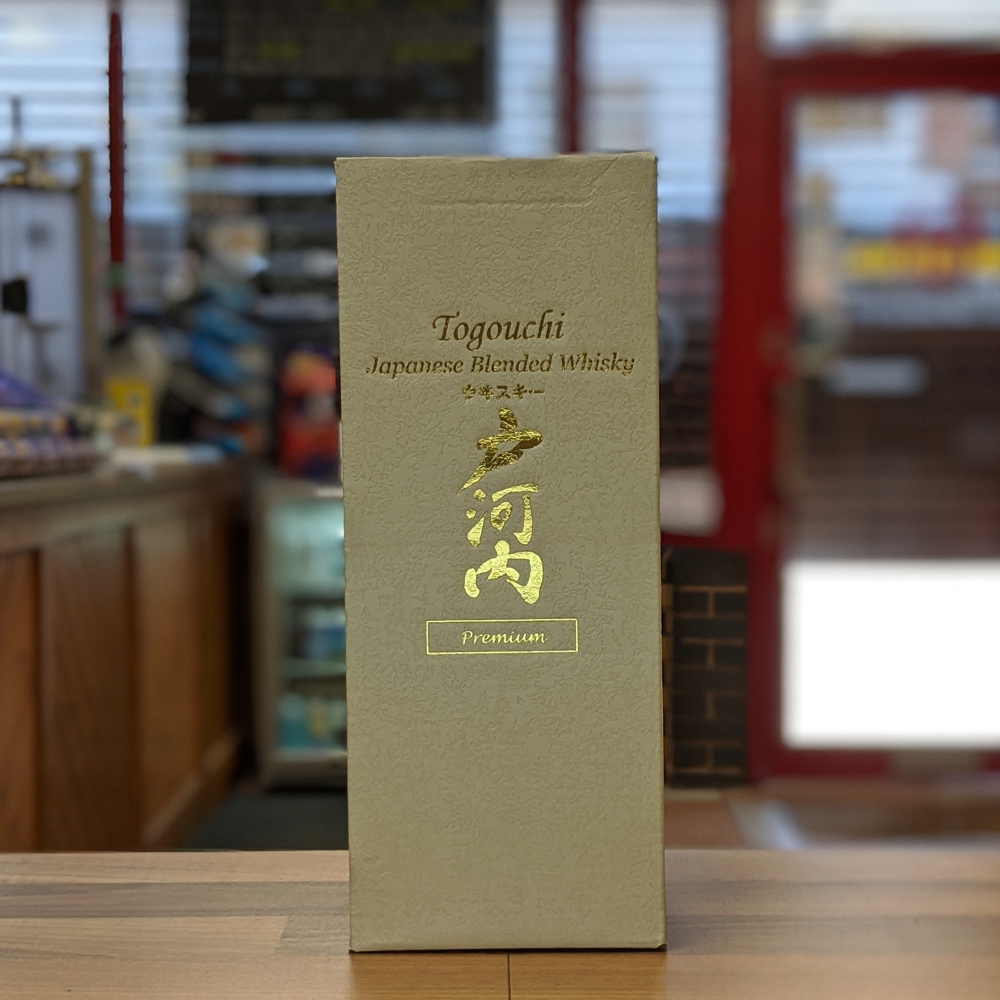 Togouchi
Japanese Blended Whisky
ウヰスキー
戸河内
Premium